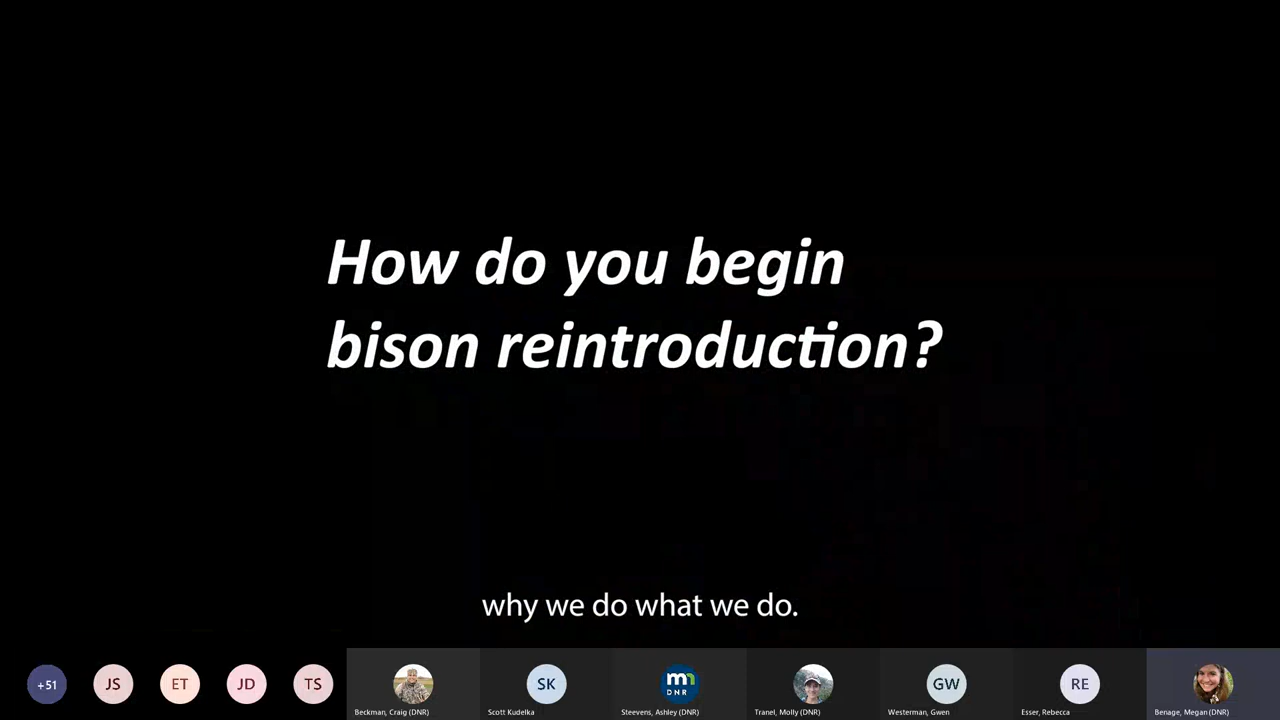 How do you begin
bison reintroduction?
why we do what we do.
+51
JS
ET
JD
TS
SK
mn
DNR
GW
RE
Beckman, Craig (DNR)
Scott Kudelka
Steevens, Ashley (DNR)
Tranel, Molly (DNR)
Westerman, Gwen
Esser, Rebecca
Benage, Megan (DNR)